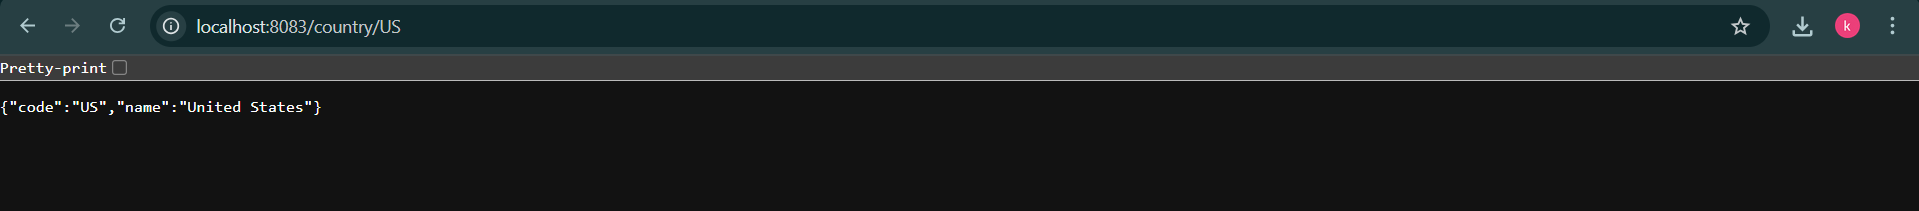 localhost:8083/country/US
k
Pretty-print
{"code":"US","name":"United States"}